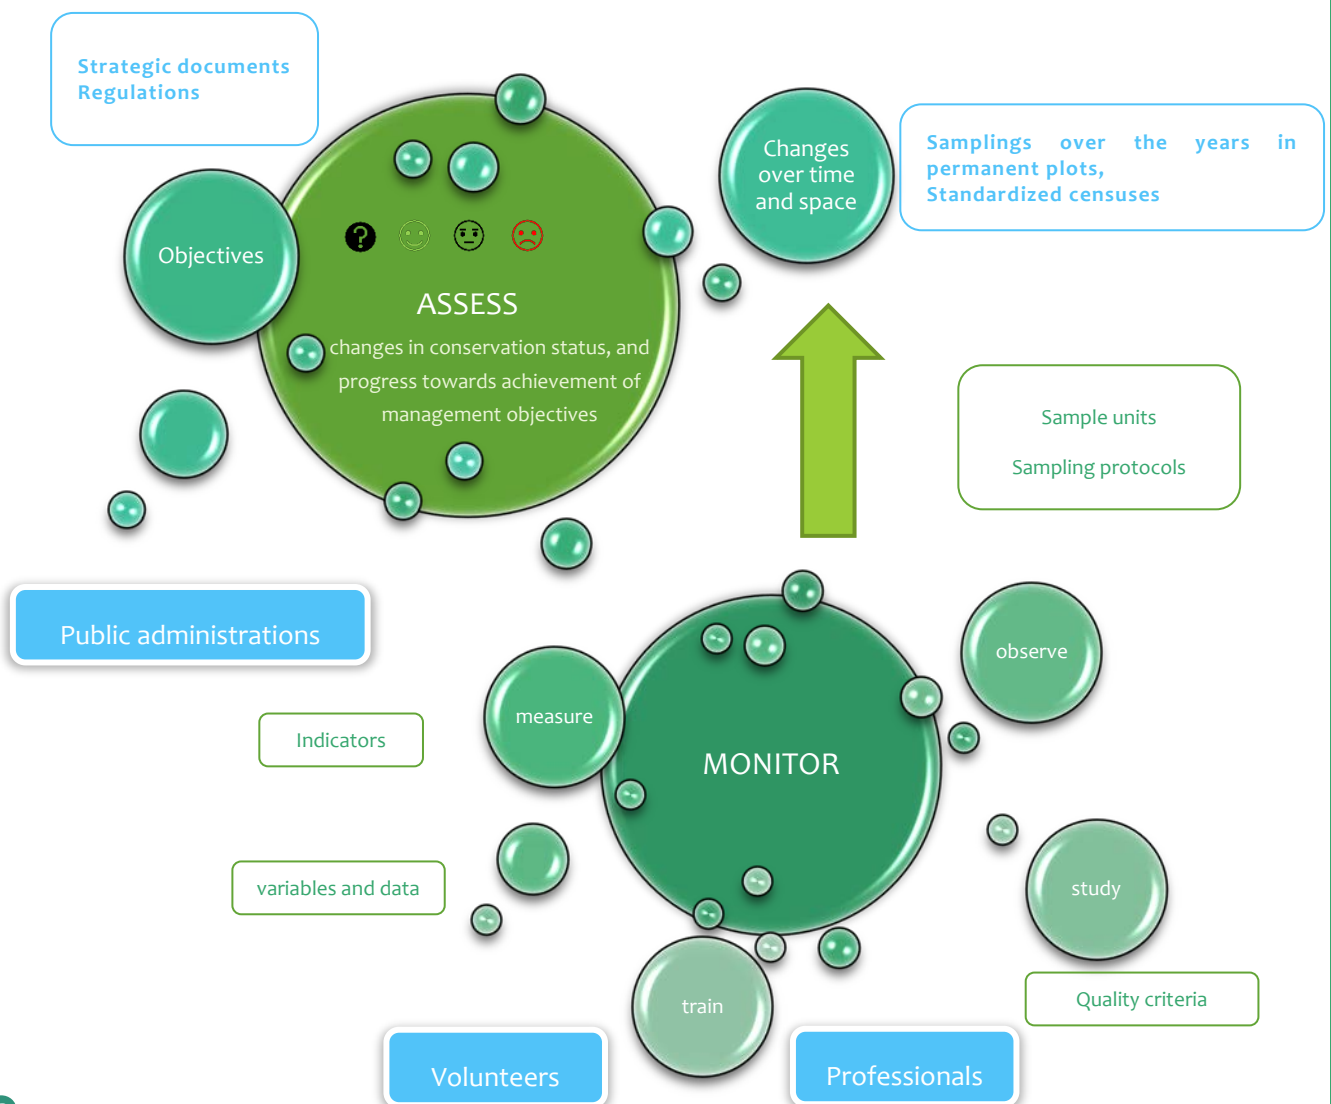 Strategic documents
Regulations
Changes
over time
and space
Samplings over the years in
permanent plots,
Standardized censuses
Objectives
?
ASSESS
changes in conservation status, and
progress towards achievement of
management objectives
Sample units
Sampling protocols
Public administrations
observe
measure
Indicators
MONITOR
variables and data
study
Quality criteria
train
Volunteers
Professionals